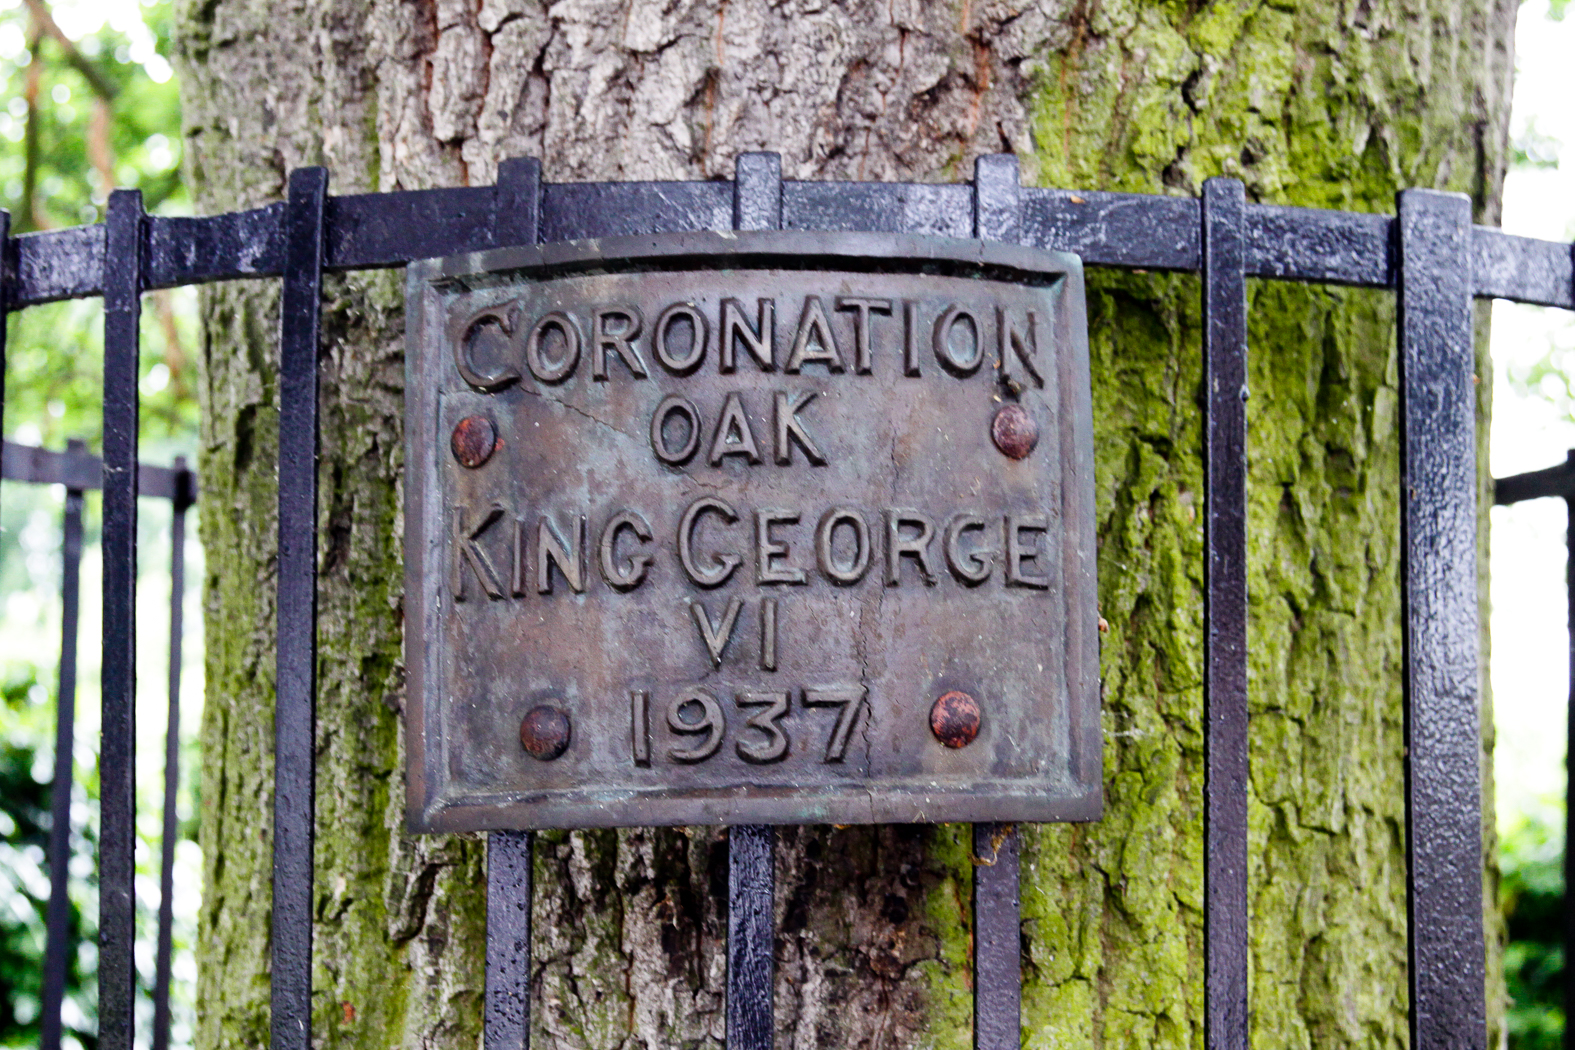 CORONATION
OAK
KING GEORGE
VI
1937